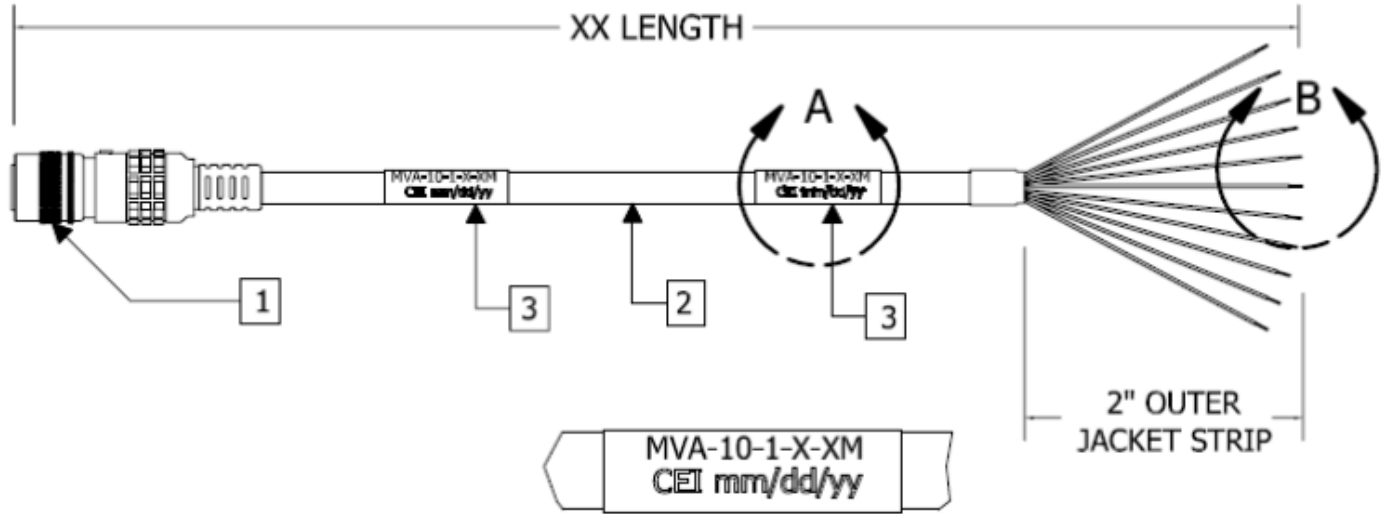 XX LENGTH
A
B
MVA-10-1-X-XM
CEI mm/dd/yy
MVA-10-1-X-XM
CEI mm/dd/yy
1
3
2
3
2" OUTER
JACKET STRIP
MVA-10-1-X-XM
CEI mm/dd/yy